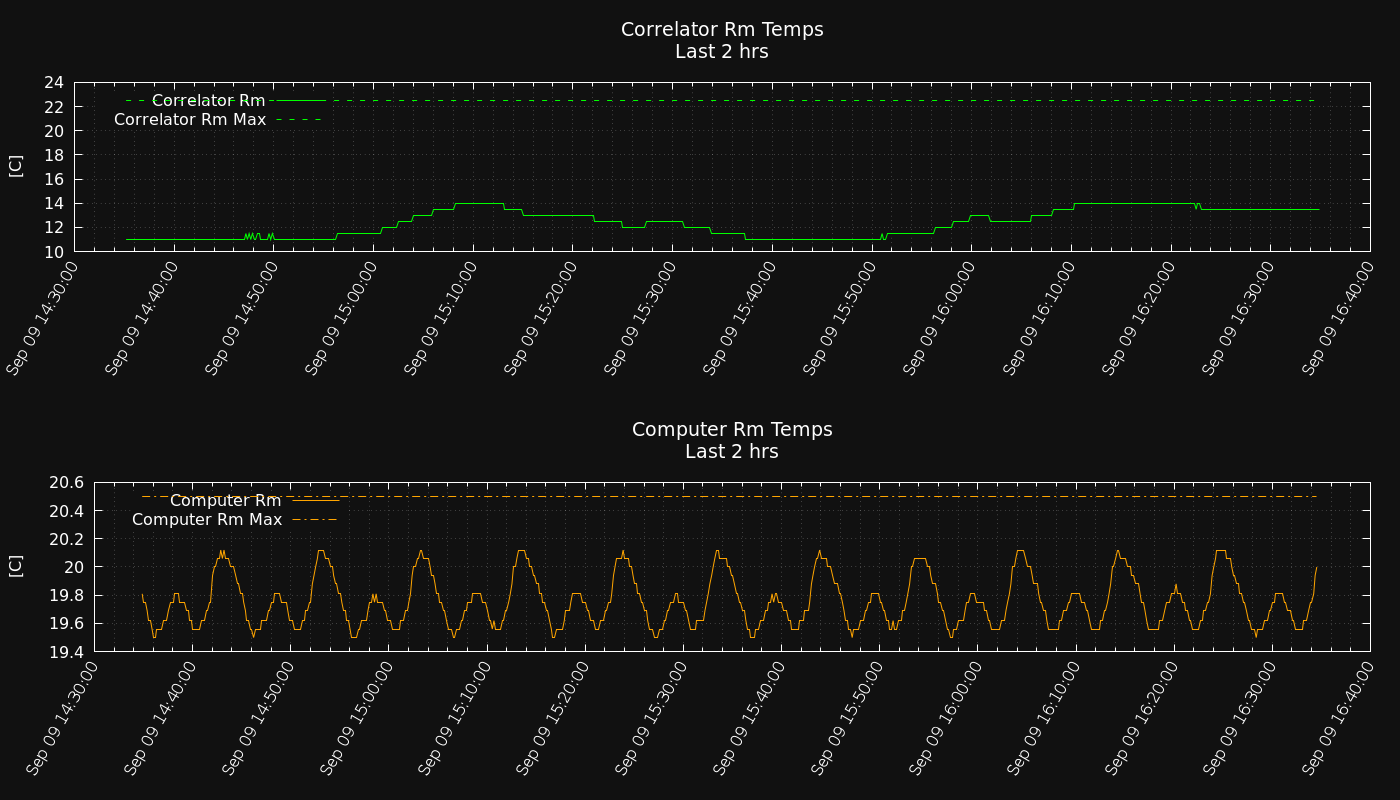 Correlator Rm Temps
Last 2 hrs
24
22
20
18
16
14
12
10
[C]
Correlator Rm
Correlator Rm Max
Sep 09 14:30:00
Sep 09 14:40:00
Sep 09 14:50:00
Sep 09 15:00:00
Sep 09 15:10:00
Sep 09 15:20:00
Sep 09 15:30:00
Sep 09 15:40:00
Sep 09 15:50:00
Sep 09 16:00:00
Sep 09 16:10:00
Sep 09 16:20:00
Sep 09 16:30:00
Sep 09 16:40:00
Computer Rm Temps
Last 2 hrs
20.6
20.4
20.2
20
19.8
19.6
19.4
[C]
Computer Rm
Computer Rm Max
Sep 09 14:30:00
Sep 09 14:40:00
Sep 09 14:50:00
Sep 09 15:00:00
Sep 09 15:10:00
Sep 09 15:20:00
Sep 09 15:30:00
Sep 09 15:40:00
Sep 09 15:50:00
Sep 09 16:00:00
Sep 09 16:10:00
Sep 09 16:20:00
Sep 09 16:30:00
Sep 09 16:40:00